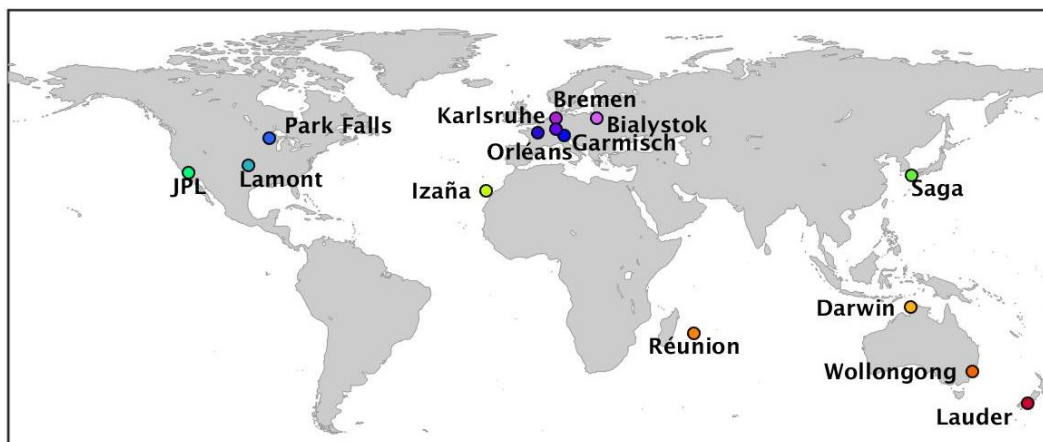 Bremen
Karlsruhe
Park Falls
Bialystok
Garmisch
Orléans
Lamont
JPL
Izaña
Saga
Darwin
Réunion
Wollongong
Lauder